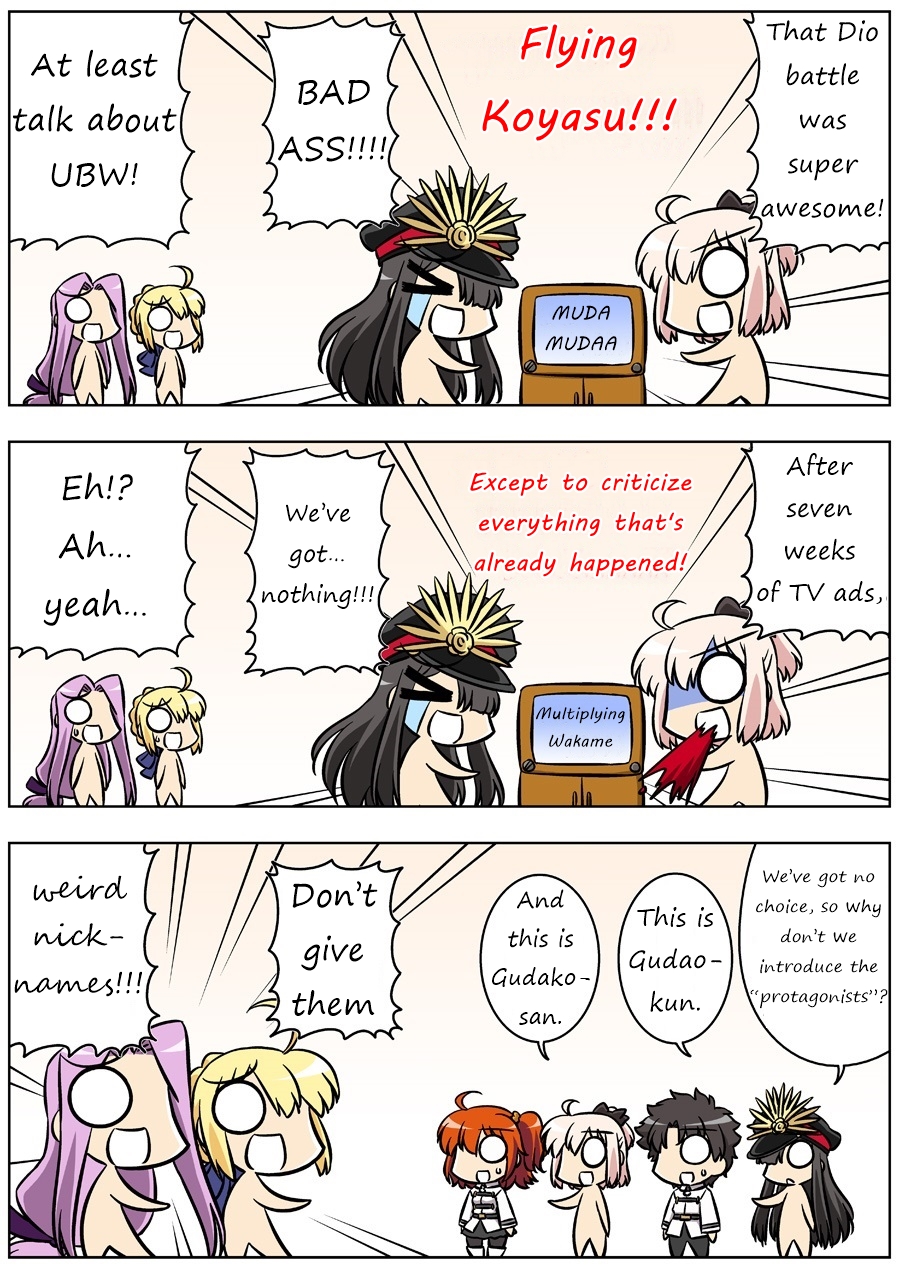 That Dio
battle
was
super
awesome!
Flying
Koyasu!!!
MUDA
MUDAA
BAD
ASS!!!!
At least
talk about
UBW!
After
seven
weeks
of TV ads,
Except to criticize
everything that's
already happened!
Multiplying
Wakame
We've
got...
nothing!!!
Eh!?
Ah...
yeah...
We've got no
choice, so why
don't we
introduce the
"protagonists"?
This is
Gudao-
kun.
And
this is
Gudako-
san.
Don't
give
them
weird
nick-
names!!!